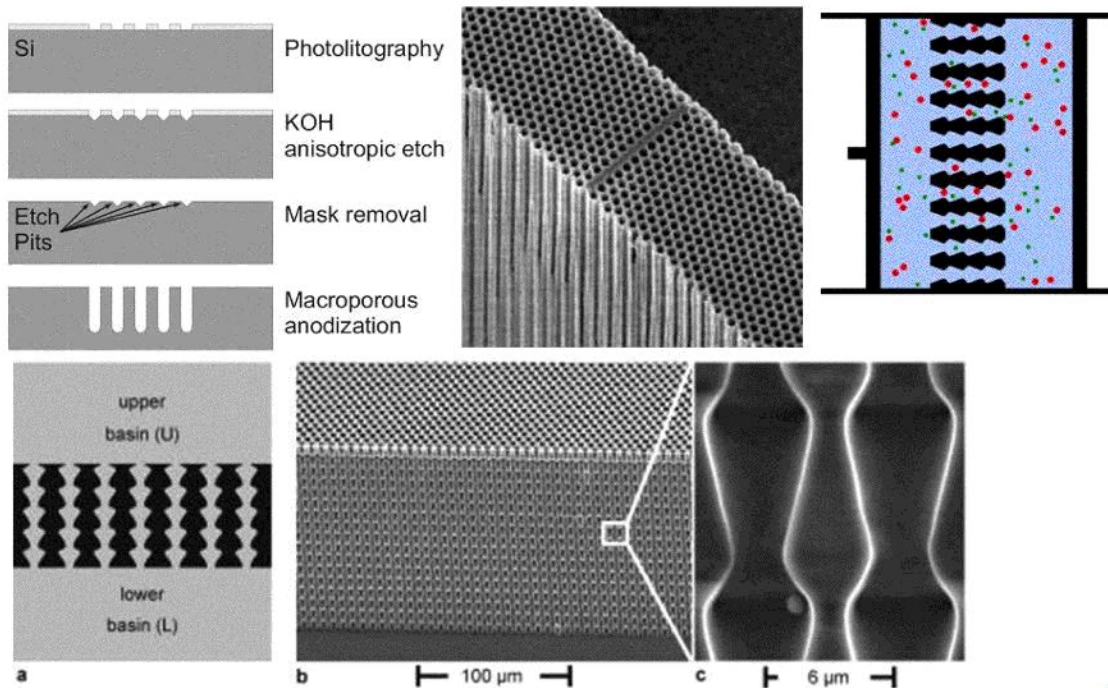 Si
Photolitography
KOH
anisotropic etch
Etch
Pits
Mask removal
Macroporous
anodization
upper
basin (U)
lower
basin (L)
a
b
100 μm
c
6 μm